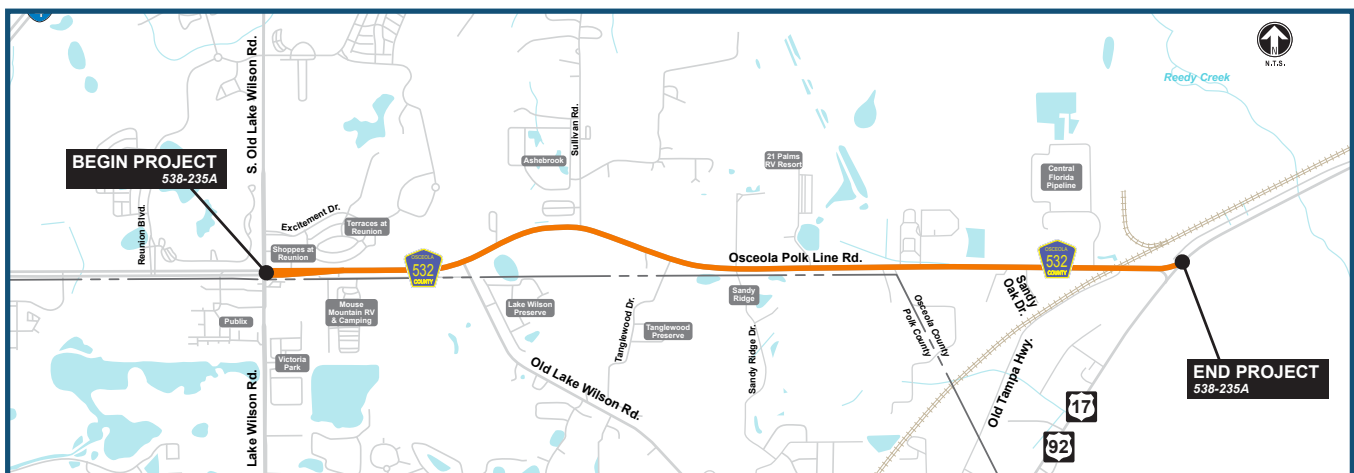 4
N
N.T.S.
Reedy Creek
S. Old Lake Wilson Rd.
BEGIN PROJECT
538-235A
Sullivan Rd.
Ashebrook
21 Palms
RV Resort
Central
Florida
Pipeline
Reunion Blvd.
Excitement Dr.
Terraces at
Reunion
Shoppes at
Reunion
OSCEOLA
532
COUNTY
Osceola Polk Line Rd.
OSCEOLA
532
COUNTY
Publix
Mouse
Mountain RV
& Camping
Lake Wilson
Preserve
Tanglewood Dr.
Tanglewood
Preserve
Sandy
Ridge
Sandy Ridge Dr.
Osceola County
Polk County
Sandy
Oak Dr.
Old Tampa Hwy.
Victoria
Park
Lake Wilson Rd.
Old Lake Wilson Rd.
END PROJECT
538-235A
17
92